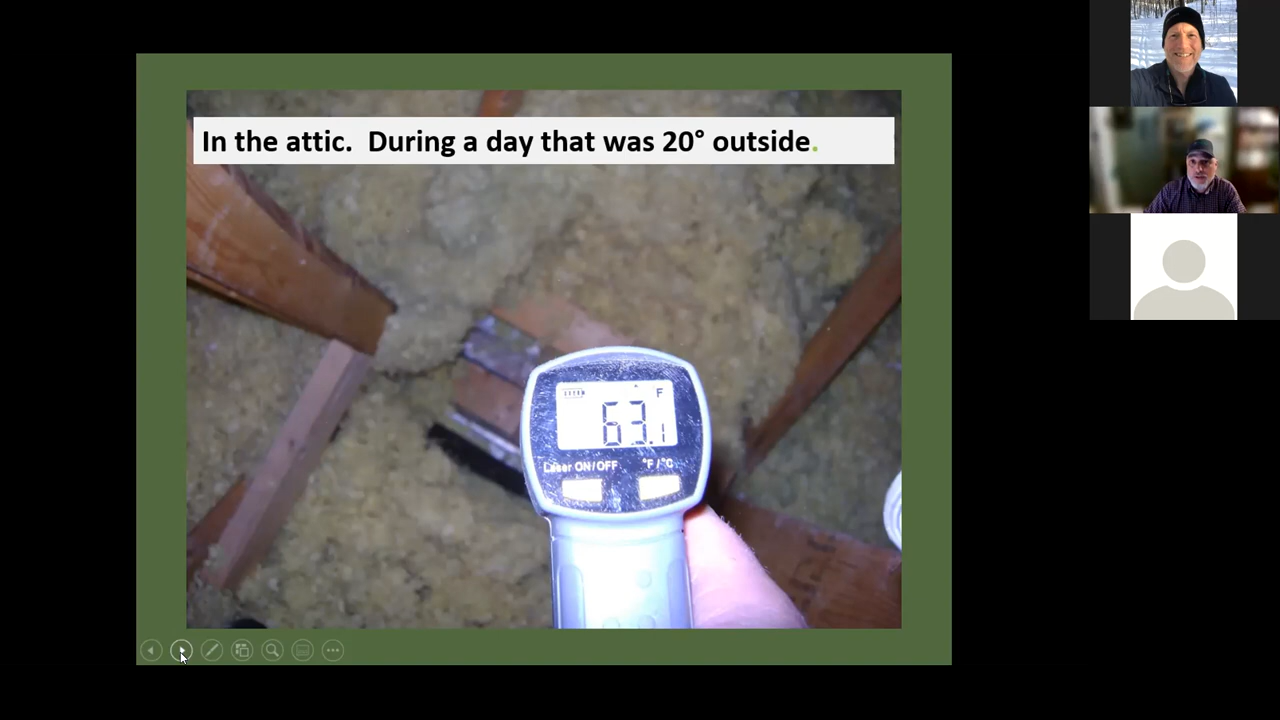 In the attic.  During a day that was 20° outside.
F
63.1
Laser ON/OFF °F/°C